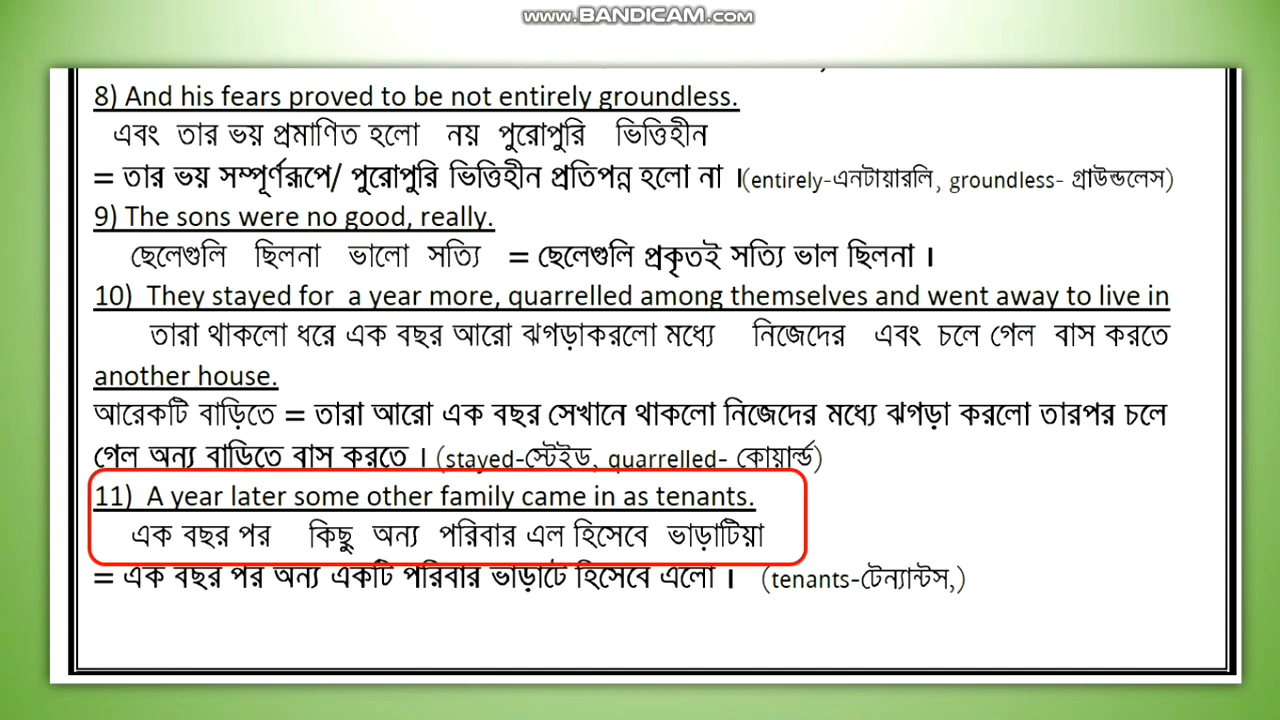 www.BANDICAM.com
8) And his fears proved to be not entirely groundless.
এবং তার ভয় প্রমাণিত হলো নয় পুরোপুরি ভিত্তিহীন
= তার ভয় সম্পূর্ণরূপে/ পুরোপুরি ভিত্তিহীন প্রতিপন্ন হলো না ।(entirely-এনটায়ারলি, groundless- গ্রাউন্ডলেস)
9) The sons were no good, really.
ছেলেগুলি ছিলনা ভালো সত্যি = ছেলেগুলি প্রকৃতই সত্যি ভাল ছিলনা ।
10) They stayed for a year more, quarrelled among themselves and went away to live in
তারা থাকলো ধরে এক বছর আরো ঝগড়াকরলো মধ্যে নিজেদের এবং চলে গেল বাস করতে
another house.
আরেকটি বাড়িতে = তারা আরো এক বছর সেখানে থাকলো নিজেদের মধ্যে ঝগড়া করলো তারপর চলে
গেল অন্য বাডিতে বাস করতে । (stayed-স্টেইড, quarrelled- কোয়ার্ল্ড)
11) A year later some other family came in as tenants.
এক বছর পর কিছু অন্য পরিবার এল হিসেবে ভাড়াটিয়া
= এক বছর পর অন্য একটি পরিবার ভাড়াটে হিসেবে এলো । (tenants-টেন্যান্টস,)